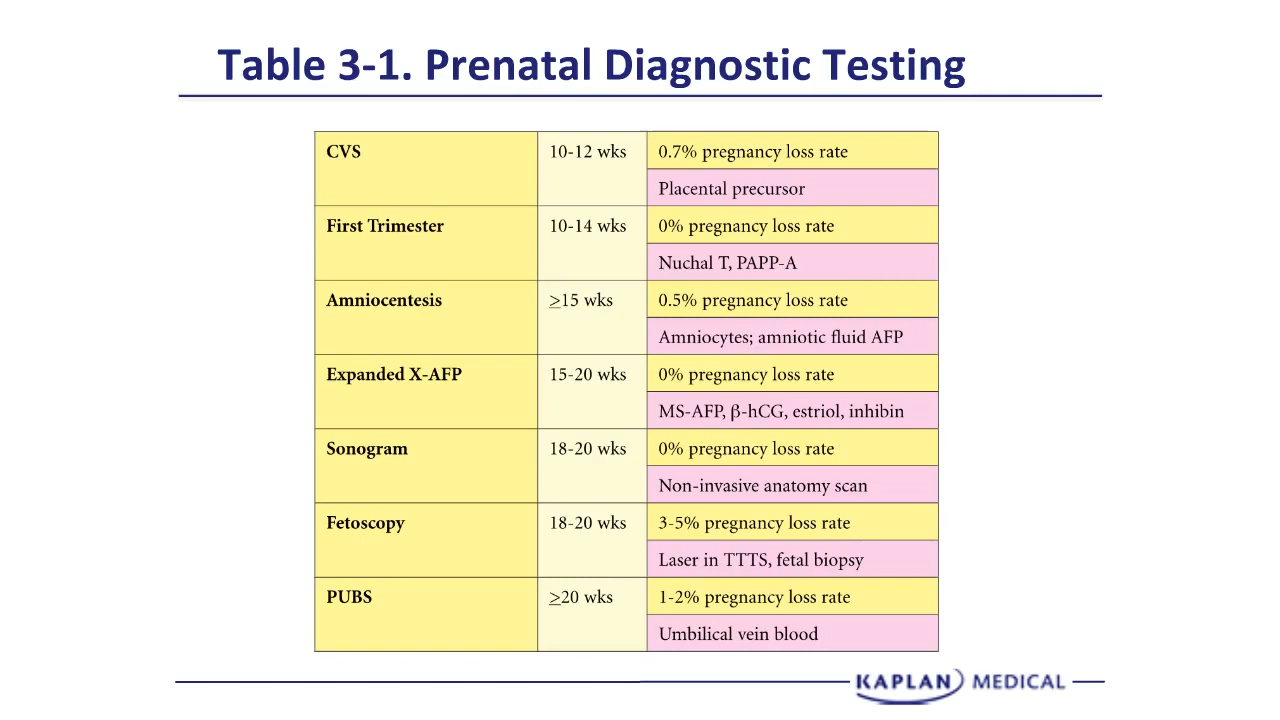 Table 3-1. Prenatal Diagnostic Testing
CVS
10-12 wks
0.7% pregnancy loss rate
Placental precursor
First Trimester
10-14 wks
0% pregnancy loss rate
Nuchal T, PAPP-A
Amniocentesis
≥15 wks
0.5% pregnancy loss rate
Amniocytes; amniotic fluid AFP
Expanded X-AFP
15-20 wks
0% pregnancy loss rate
MS-AFP, β-hCG, estriol, inhibin
Sonogram
18-20 wks
0% pregnancy loss rate
Non-invasive anatomy scan
Fetoscopy
18-20 wks
3-5% pregnancy loss rate
Laser in TTTS, fetal biopsy
PUBS
≥20 wks
1-2% pregnancy loss rate
Umbilical vein blood
KAPLAN MEDICAL